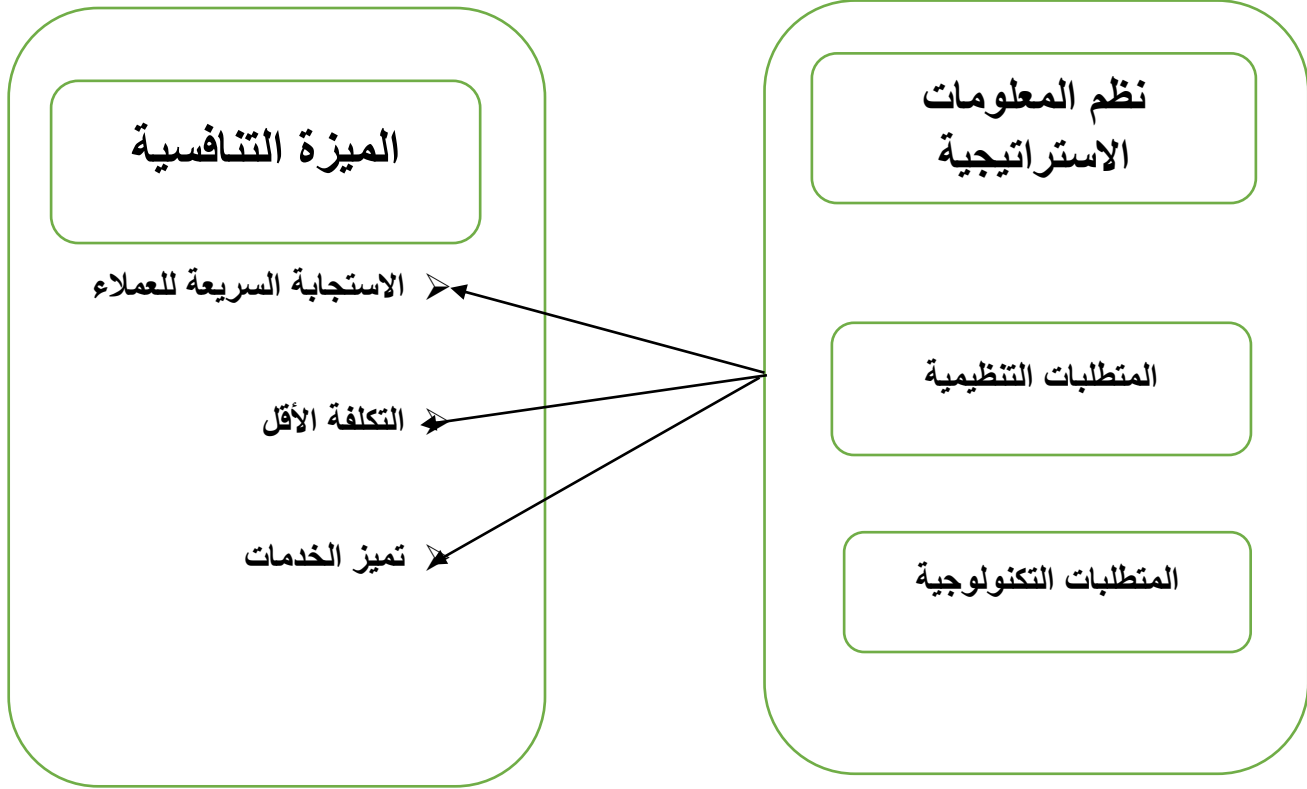 نظم المعلومات
الاستراتيجية
المتطلبات التنظيمية
المتطلبات التكنولوجية
الميزة التنافسية
الاستجابة السريعة للعملاء
التكلفة الأقل
تميز الخدمات